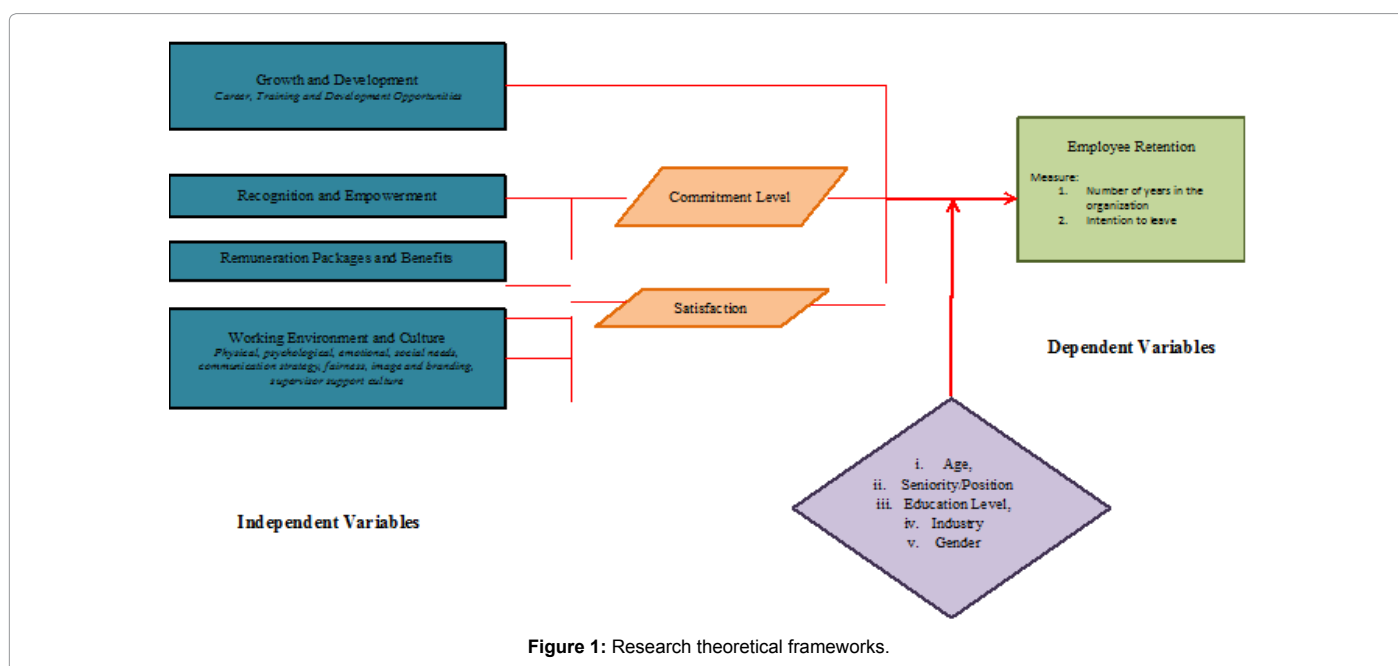 Growth and Development
Career, Training and Development Opportunities
Recognition and Empowerment
Remuneration Packages and Benefits
Working Environment and Culture
Physical, psychological, emotional, social needs,
communication strategy, fairness, image and branding,
supervisor support culture
Independent Variables
Commitment Level
Satisfaction
Employee Retention
Measure:
1. Number of years in the
organization
2. Intention to leave
Dependent Variables
i. Age,
ii. Seniority/Position
iii. Education Level,
iv. Industry
v. Gender
Figure 1: Research theoretical frameworks.